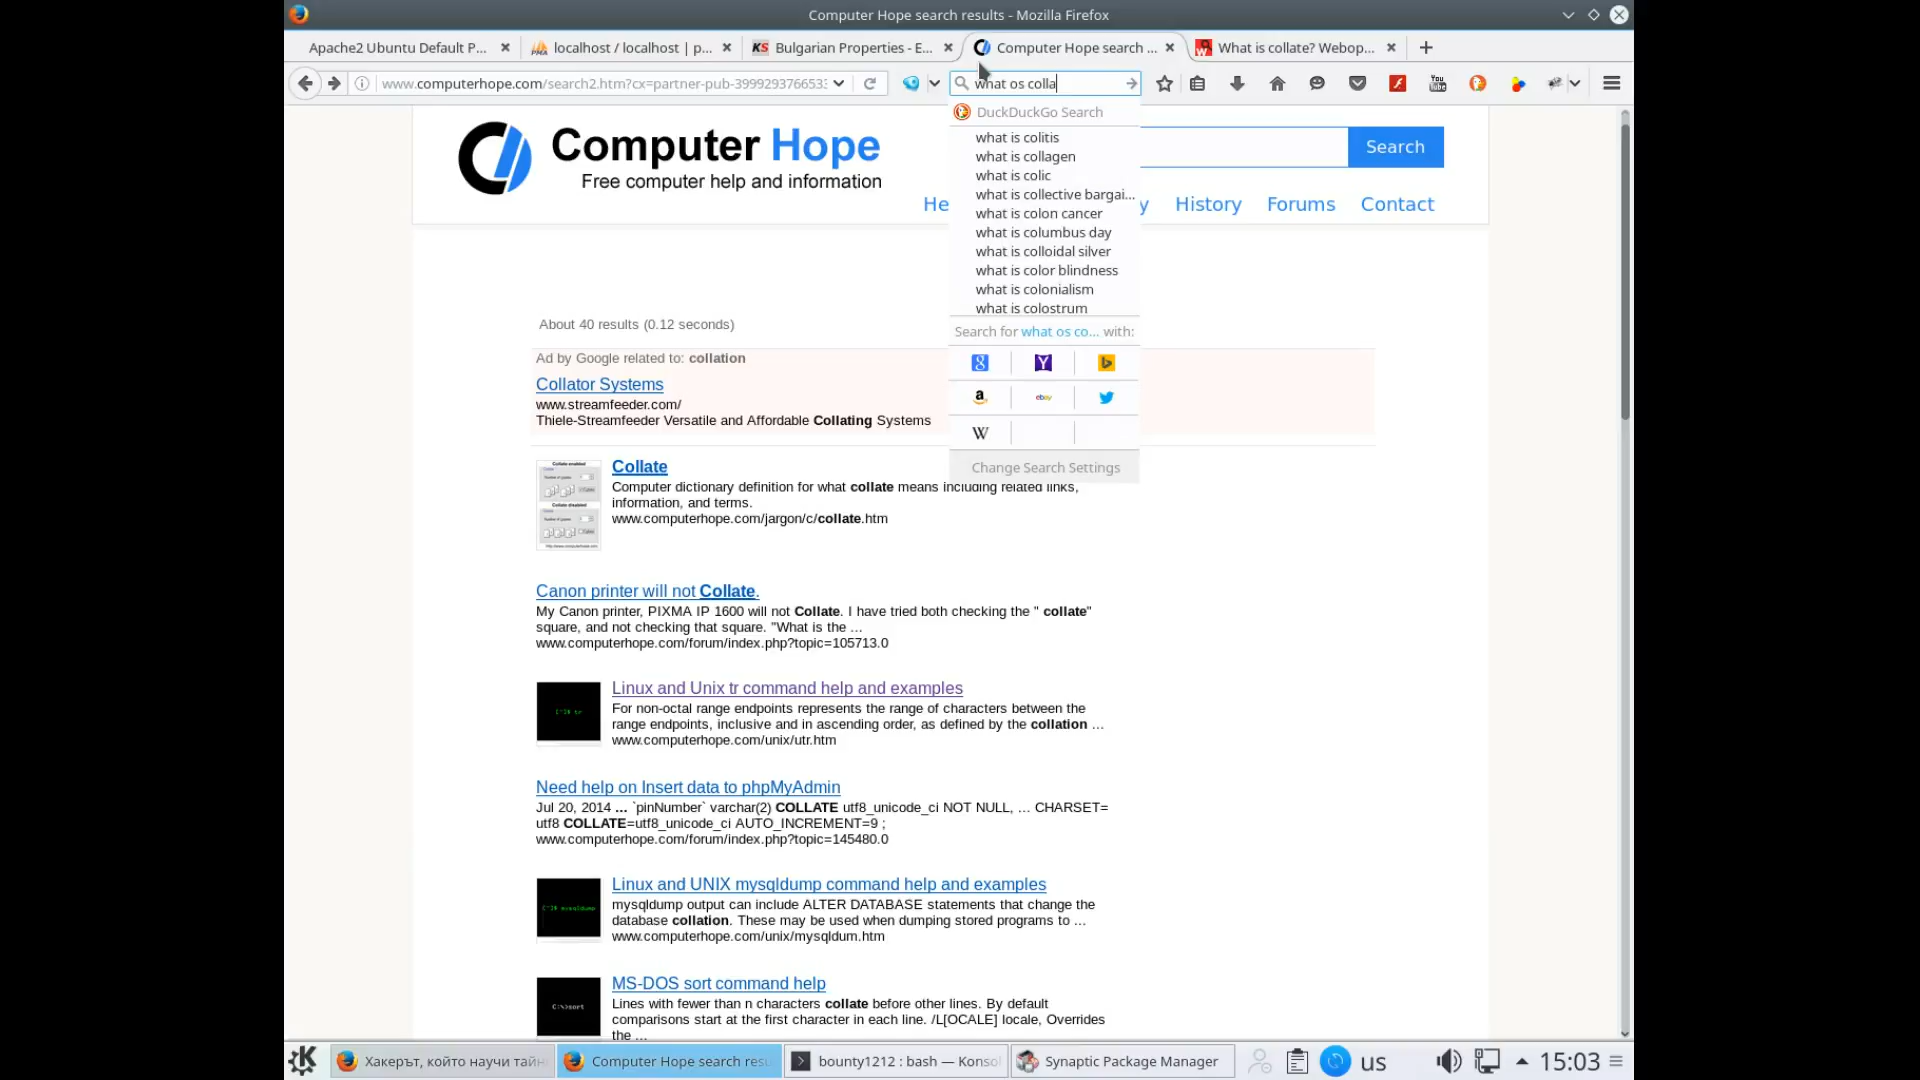 Computer Hope search results - Mozilla Firefox
Apache2 Ubuntu Default P...
localhost / localhost | p...
Bulgarian Properties - E...
Computer Hope search ...
What is collate? Webop...
www.computerhope.com/search2.htm?cx=partner-pub-3999293766533
what os colla
DuckDuckGo Search
what is colitis
what is collagen
what is colic
what is collective bargai...
what is colon cancer
what is columbus day
what is colloidal silver
what is color blindness
what is colonialism
what is colostrum
Search for what os co... with:
Change Search Settings
Computer Hope
Free computer help and information
Search
He
y
History
Forums
Contact
About 40 results (0.12 seconds)
Ad by Google related to: collation
Collator Systems
www.streamfeeder.com/
Thiele-Streamfeeder Versatile and Affordable Collating Systems
Collate
Computer dictionary definition for what collate means including related links,
information, and terms.
www.computerhope.com/jargon/c/collate.htm
Canon printer will not Collate.
My Canon printer, PIXMA IP 1600 will not Collate. I have tried both checking the " collate"
square, and not checking that square. "What is the ...
www.computerhope.com/forum/index.php?topic=105713.0
Linux and Unix tr command help and examples
For non-octal range endpoints represents the range of characters between the
range endpoints, inclusive and in ascending order, as defined by the collation ...
www.computerhope.com/unix/utr.htm
Need help on Insert data to phpMyAdmin
Jul 20, 2014 ... `pinNumber` varchar(2) COLLATE utf8_unicode_ci NOT NULL, ... CHARSET=
utf8 COLLATE=utf8_unicode_ci AUTO_INCREMENT=9 ;
www.computerhope.com/forum/index.php?topic=145480.0
Linux and UNIX mysqldump command help and examples
mysqldump output can include ALTER DATABASE statements that change the
database collation. These may be used when dumping stored programs to ...
www.computerhope.com/unix/mysqldum.htm
MS-DOS sort command help
Lines with fewer than n characters collate before other lines. By default
comparisons start at the first character in each line. /L[OCALE] locale, Overrides
the ...
Хакерът, който научи тайн
Computer Hope search resu
bounty1212 : bash — Konsol
Synaptic Package Manager
us
15:03